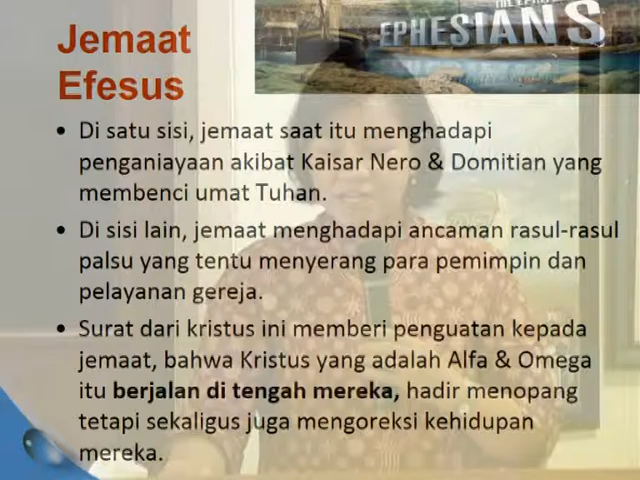 EPHESIANS
Jemaat
Efesus
• Di satu sisi, jemaat saat itu menghadapi
penganiayaan akibat Kaisar Nero & Domitian yang
membenci umat Tuhan.
• Di sisi lain, jemaat menghadapi ancaman rasul-rasul
palsu yang tentu menyerang para pemimpin dan
pelayanan gereja.
• Surat dari kristus ini memberi penguatan kepada
jemaat, bahwa Kristus yang adalah Alfa & Omega
itu berjalan di tengah mereka, hadir menopang
tetapi sekaligus juga mengoreksi kehidupan
mereka.